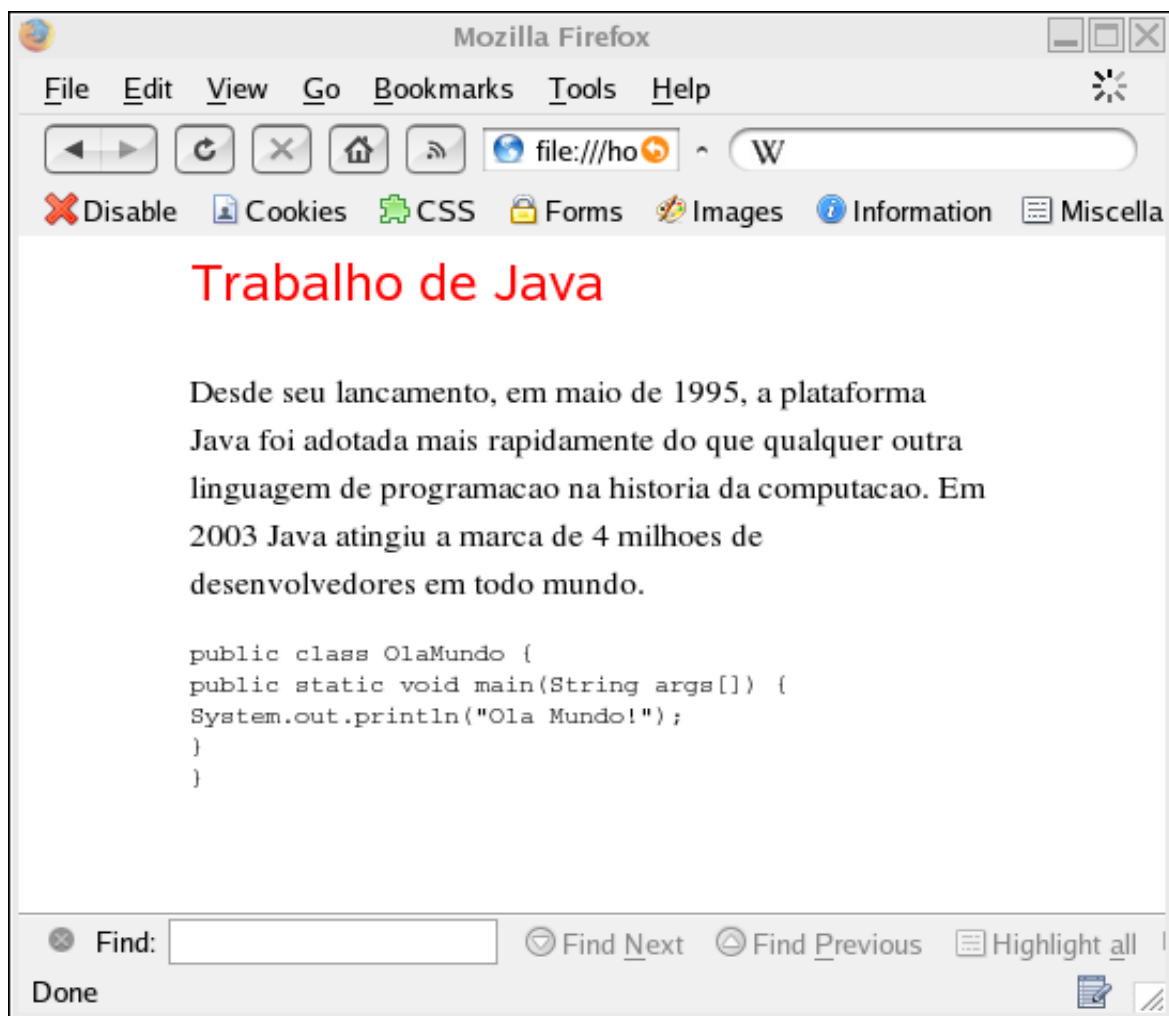 Mozilla Firefox
File Edit View Go Bookmarks Tools Help
file:///ho W
Disable Cookies CSS Forms Images Information Miscella
Trabalho de Java
Desde seu lancamento, em maio de 1995, a plataforma
Java foi adotada mais rapidamente do que qualquer outra
linguagem de programacao na historia da computacao. Em
2003 Java atingiu a marca de 4 milhoes de
desenvolvedores em todo mundo.
public class OlaMundo {
public static void main(String args[]) {
System.out.println("Ola Mundo!");
}
}
Find: Find Next Find Previous Highlight all
Done